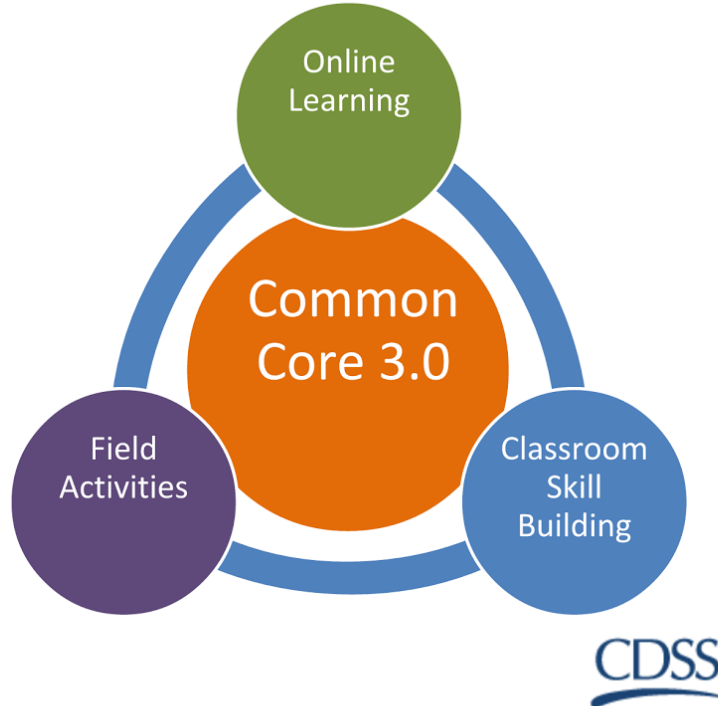 Online
Learning
Common
Core 3.0
Field
Activities
Classroom
Skill
Building
CDSS